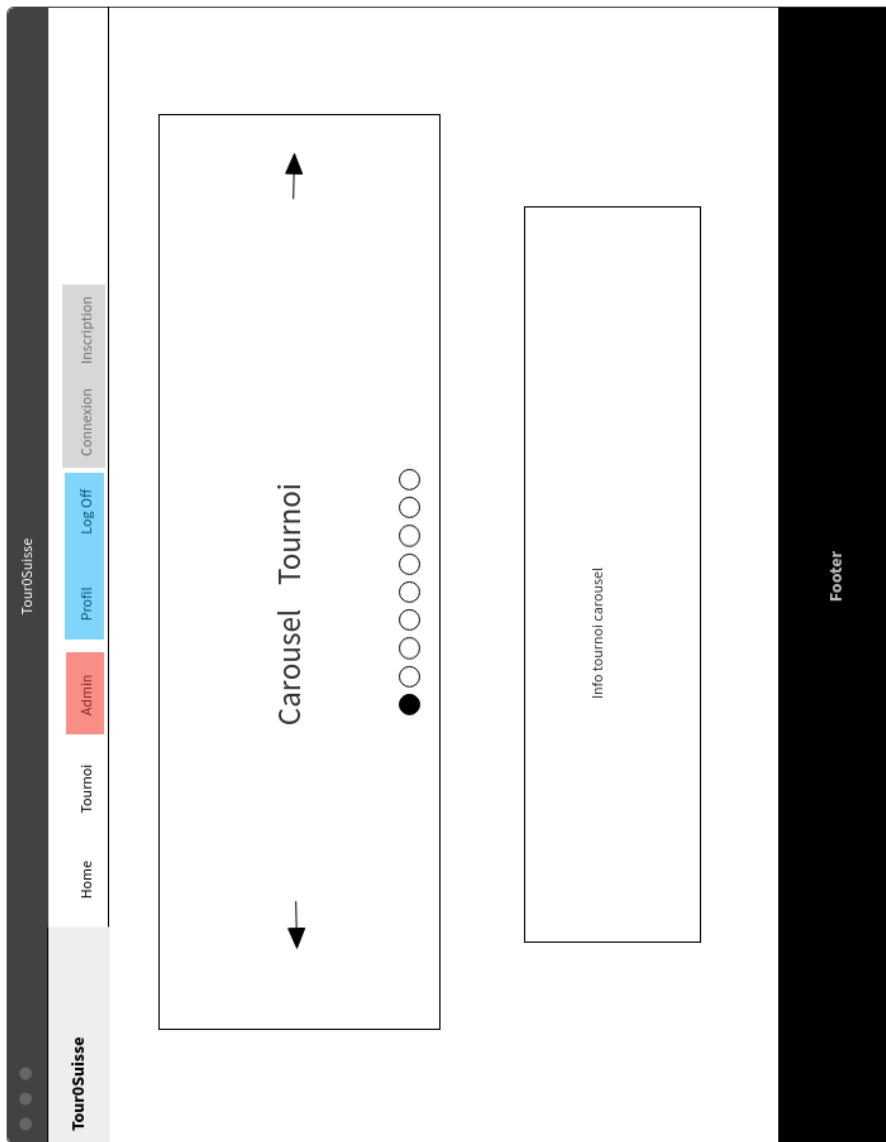 Tour0Suisse
Tour0Suisse Home Tournoi Admin Profil Log Off Connexion Inscription
Carousel Tournoi
Info tournoi carousel
Footer